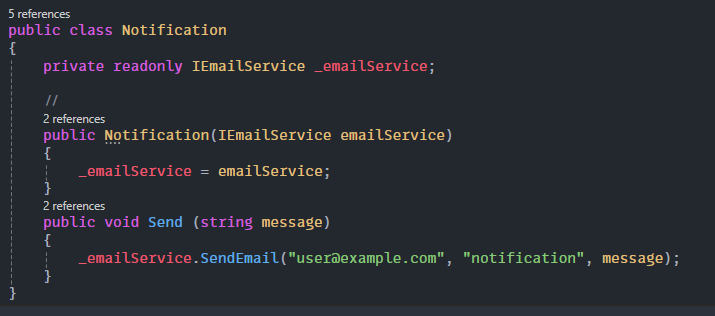 5 references
public class Notification
{
private readonly IEmailService _emailService;
//
2 references
public Notification(IEmailService emailService)
{
_emailService = emailService;
}
2 references
public void Send (string message)
{
_emailService.SendEmail("user@example.com", "notification", message);
}
}